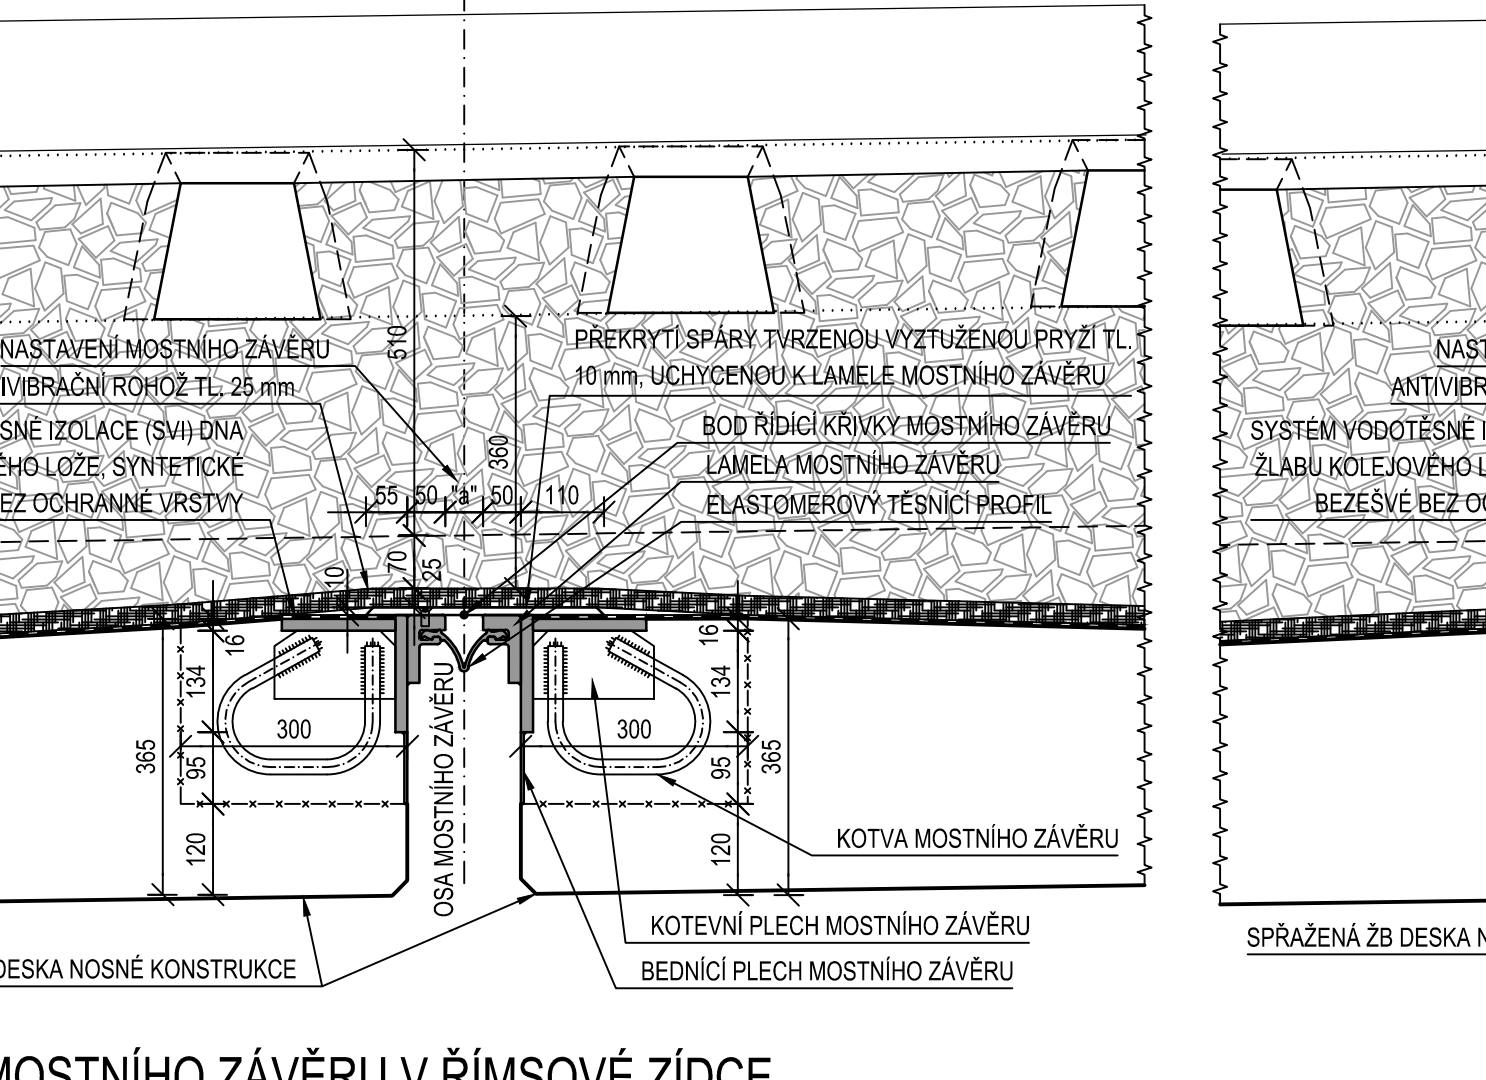 NASTAVENÍ MOSTNÍHO ZÁVĚRU
IVIBRAČNÍ ROHOŽ TL. 25 mm
SNÉ IZOLACE (SVI) DNA
ÉHO LOŽE, SYNTETICKÉ
EZ OCHRANNÉ VRSTVY
510
PŘEKRYTÍ SPÁRY TVRZENOU VYZTUŽENOU PRYŽÍ TL.
10 mm, UCHYCENOU K LAMELE MOSTNÍHO ZÁVĚRU
BOD ŘÍDÍCÍ KŘIVKY MOSTNÍHO ZÁVĚRU
LAMELA MOSTNÍHO ZÁVĚRU
ELASTOMEROVÝ TĚSNÍCÍ PROFIL
360
55 50 "a" 50 110
10
70
25
16
134
95
120
365
300
OSA MOSTNÍHO ZÁVĚRU
300
16
134
95
120
365
KOTVA MOSTNÍHO ZÁVĚRU
KOTEVNÍ PLECH MOSTNÍHO ZÁVĚRU
BEDNÍCÍ PLECH MOSTNÍHO ZÁVĚRU
DESKA NOSNÉ KONSTRUKCE
NAST
ANTIVIBR
SYSTÉM VODOTĚSNÉ I
ŽLABU KOLEJOVÉHO L
BEZEŠVÉ BEZ OC
SPŘAŽENÁ ŽB DESKA N
MOSTNÍHO ZÁVĚRU V ŘÍMSOVÉ ZÍDCE